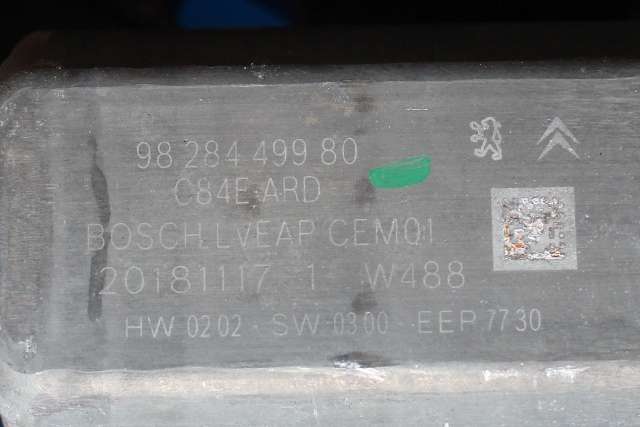 98 284 499 80
C84E ARD
BOSCH LVEAP CEM01
20181117 1 W488
HW 02 02 - SW 03 00 - EEP 77 30